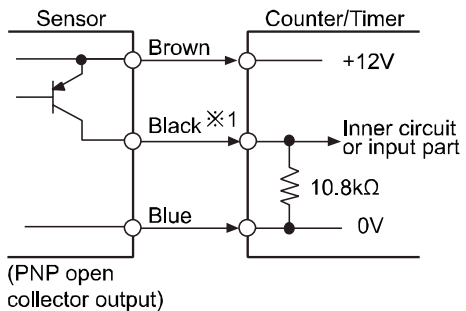 Sensor
Counter/Timer
Brown
+12V
Black ※1
Inner circuit
or input part
10.8kΩ
Blue
0V
(PNP open
collector output)